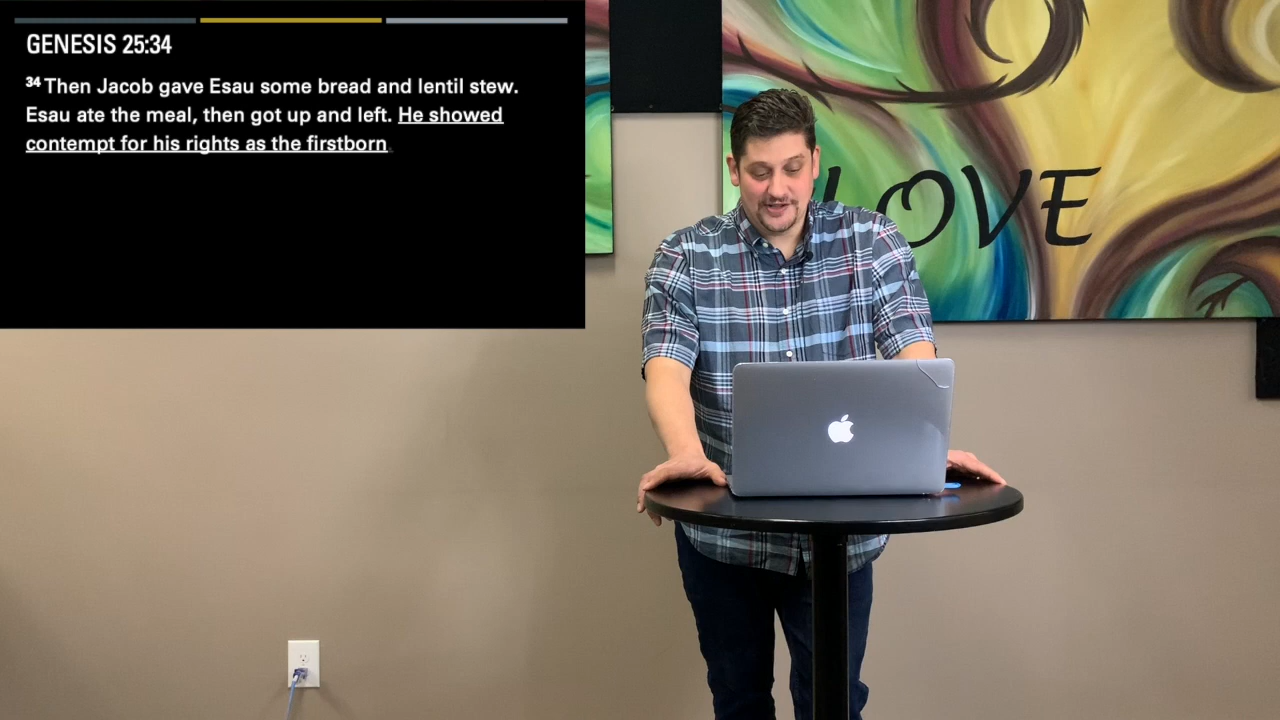 GENESIS 25:34
34 Then Jacob gave Esau some bread and lentil stew.
Esau ate the meal, then got up and left. He showed
contempt for his rights as the firstborn.
LOVE